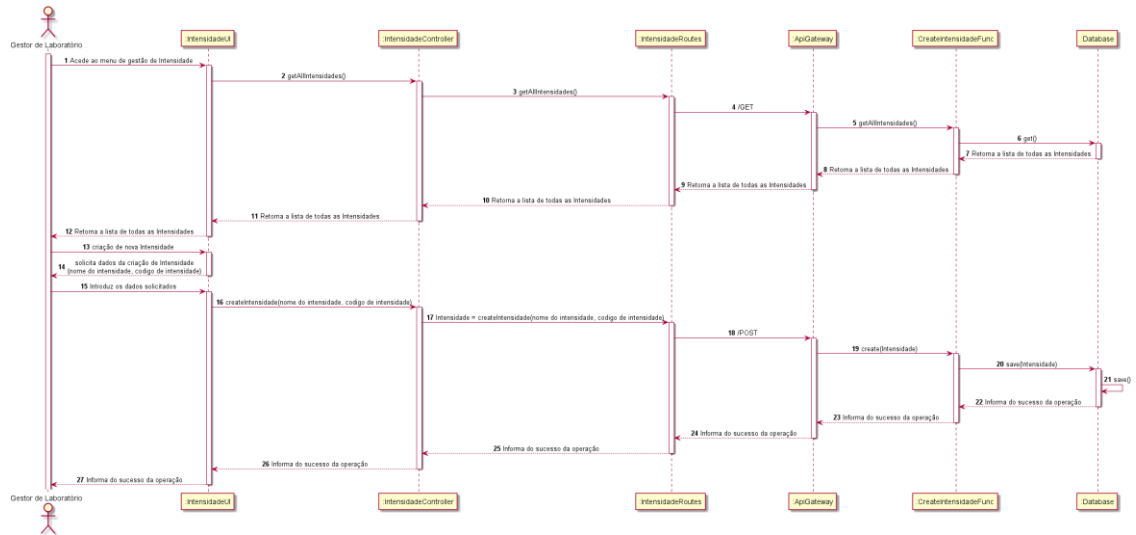 Gestor de Laboratório
:IntensidadeUI
:IntensidadeController
:IntensidadeRoutes
:ApiGateway
:CreateIntensidadeFunc
:Database
1 Acede ao menu de gestão de Intensidade
2 getAllIntensidades()
3 getAllIntensidades()
4 /GET
5 getAllIntensidades()
6 get()
7 Retorna a lista de todas as Intensidades
8 Retorna a lista de todas as Intensidades
9 Retorna a lista de todas as Intensidades
10 Retorna a lista de todas as Intensidades
11 Retorna a lista de todas as Intensidades
12 Retorna a lista de todas as Intensidades
13 criação de nova Intensidade
14 solicita dados da criação de Intensidade
(nome do intensidade, codigo de intensidade)
15 Introduz os dados solicitados
16 createIntensidade(nome do intensidade, codigo de intensidade)
17 Intensidade = createIntensidade(nome do intensidade, codigo de intensidade)
18 /POST
19 create(Intensidade)
20 save(Intensidade)
21 save()
22 Informa do sucesso da operação
23 Informa do sucesso da operação
24 Informa do sucesso da operação
25 Informa do sucesso da operação
26 Informa do sucesso da operação
27 Informa do sucesso da operação
Gestor de Laboratório
:IntensidadeUI
:IntensidadeController
:IntensidadeRoutes
:ApiGateway
:CreateIntensidadeFunc
:Database